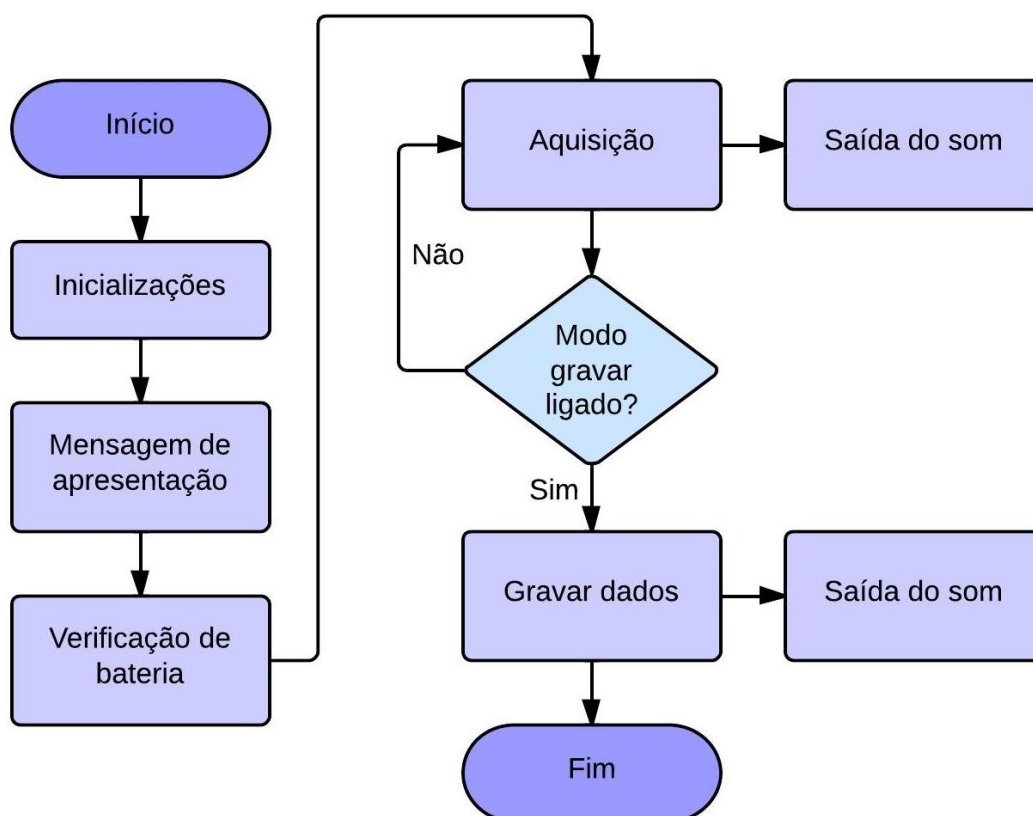 Início
Inicializações
Mensagem de
apresentação
Verificação de
bateria
Aquisição
Saída do som
Não
Modo
gravar
ligado?
Sim
Gravar dados
Saída do som
Fim